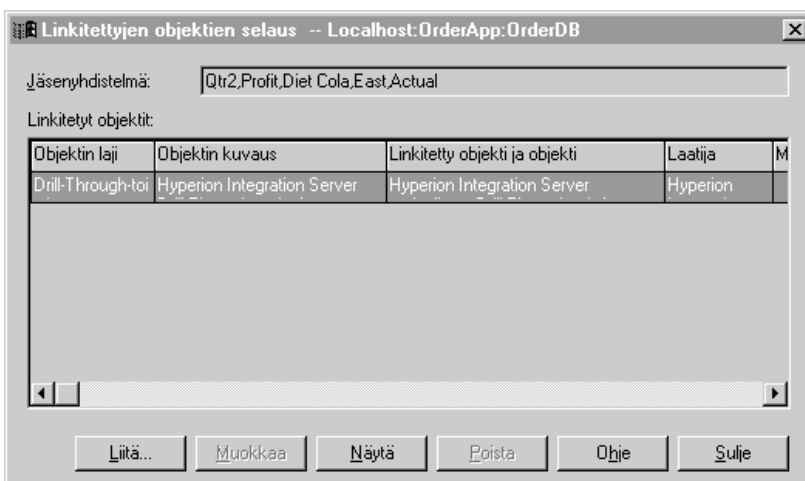 Linkitettyjen objektien selaus -- Localhost:OrderApp:OrderDB
Jäsenyhdistelmä: Qtr2,Profit,Diet Cola,East,Actual
Linkitetyt objektit:
Objektin laji Objektin kuvaus Linkitetty objekti ja objekti Laatija M
Drill-Through-toi Hyperion Integration Server Hyperion Integration Server Hyperion
Liitä... Muokkaa Näytä Poista Ohje Sulje